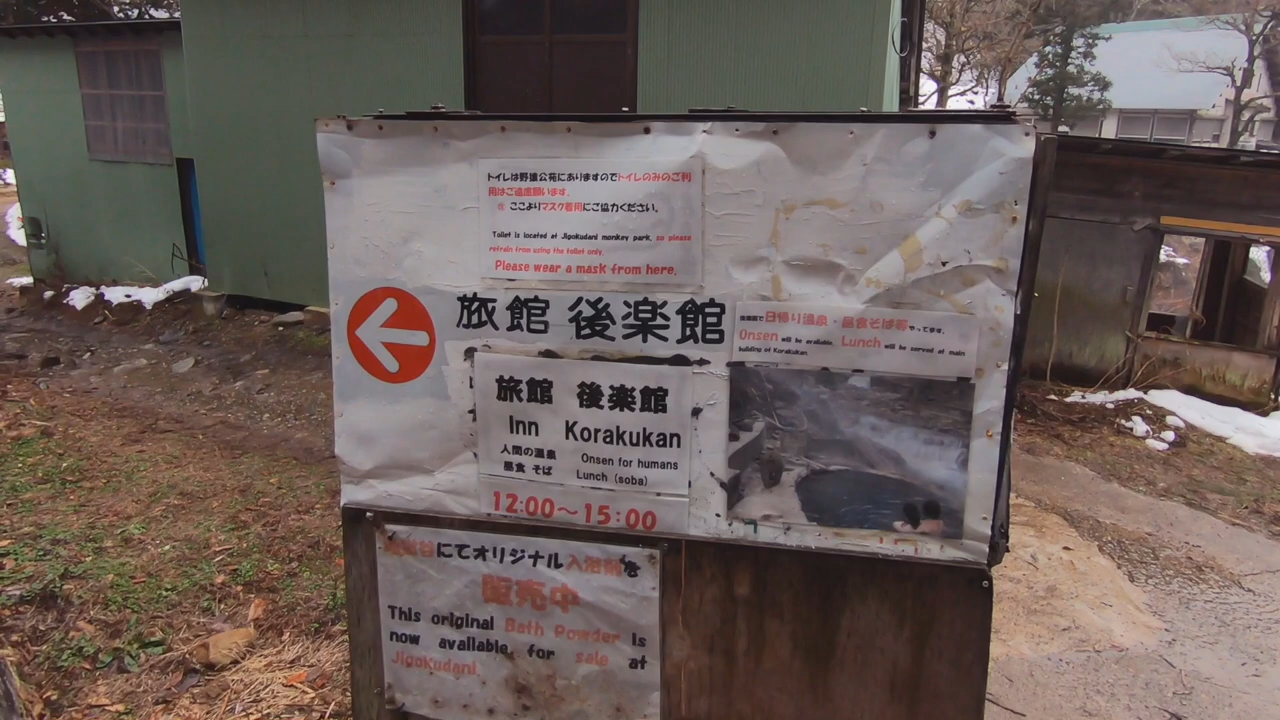 トイレは野猿公苑にありますのでトイレのみのご利
用はご遠慮願います。
※ ここよりマスク着用にご協力ください。
Toilet is located at Jigokudani monkey park, so please
refrain from using the toilet only.
Please wear a mask from here.
旅館 後楽館
後楽館で日帰り温泉・昼食そば等やってます。
Onsen will be available. Lunch will be served at main
building of Korakukan.
旅館 後楽館
Inn Korakukan
人間の温泉 Onsen for humans
昼食 そば Lunch (soba)
12:00～15:00
にてオリジナル入浴剤を
販売中
This original Bath Powder is
now available for sale at
Jigokudani.